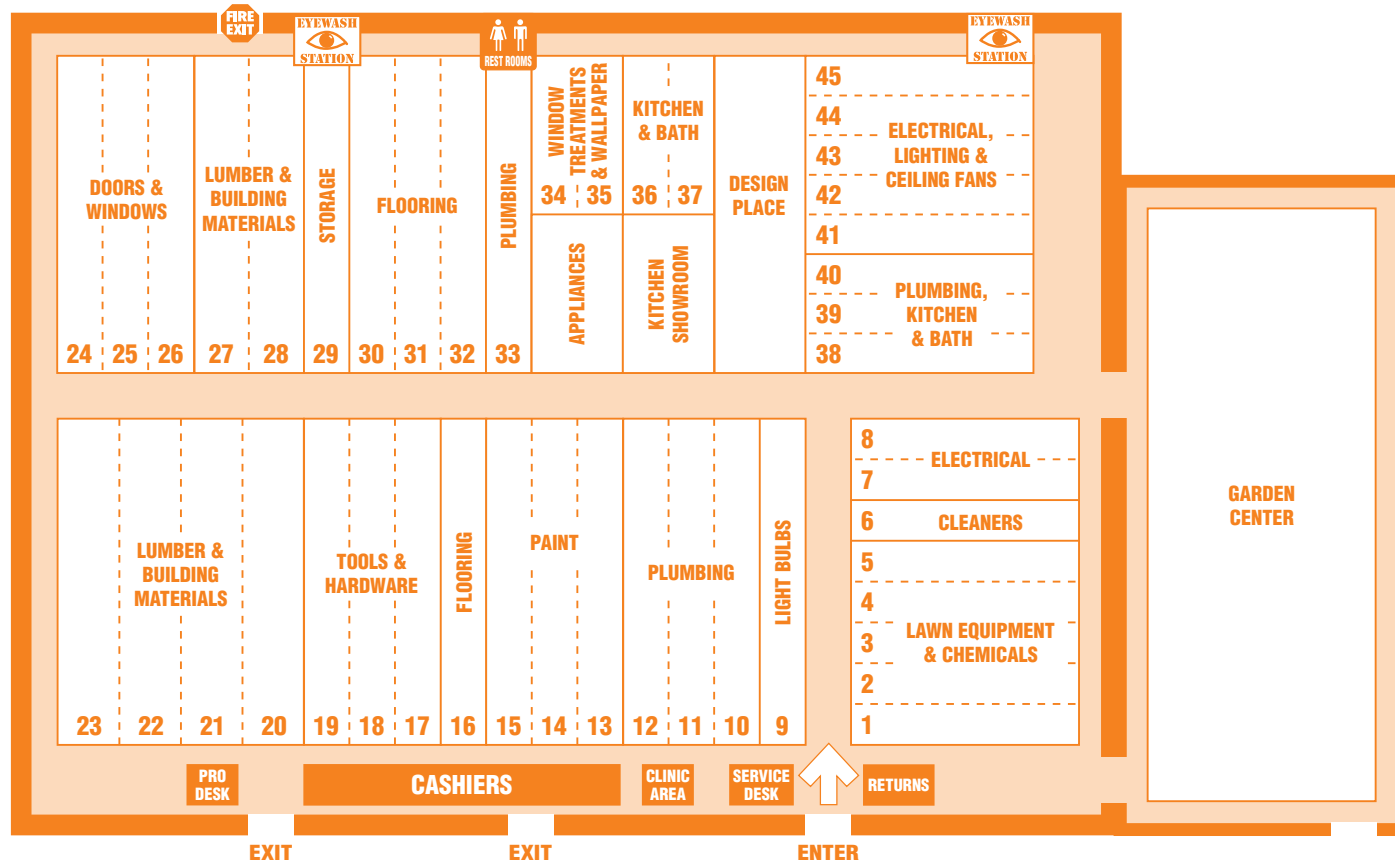 FIRE
EXIT
EYEWASH
STATION
REST ROOMS
EYEWASH
STATION
DOORS &
WINDOWS
24
25
26
LUMBER &
BUILDING
MATERIALS
27
28
STORAGE
29
FLOORING
30
31
32
PLUMBING
33
WINDOW
TREATMENTS
& WALLPAPER
34
35
APPLIANCES
KITCHEN
& BATH
36
37
KITCHEN
SHOWROOM
DESIGN
PLACE
45
44
43
42
41
ELECTRICAL,
LIGHTING &
CEILING FANS
40
39
38
PLUMBING,
KITCHEN
& BATH
LUMBER &
BUILDING
MATERIALS
23
22
21
20
TOOLS &
HARDWARE
19
18
17
FLOORING
16
PAINT
15
14
13
PLUMBING
12
11
10
LIGHT BULBS
9
8
7
ELECTRICAL
6
CLEANERS
5
4
3
2
1
LAWN EQUIPMENT
& CHEMICALS
GARDEN
CENTER
PRO
DESK
CASHIERS
CLINIC
AREA
SERVICE
DESK
RETURNS
EXIT
EXIT
ENTER